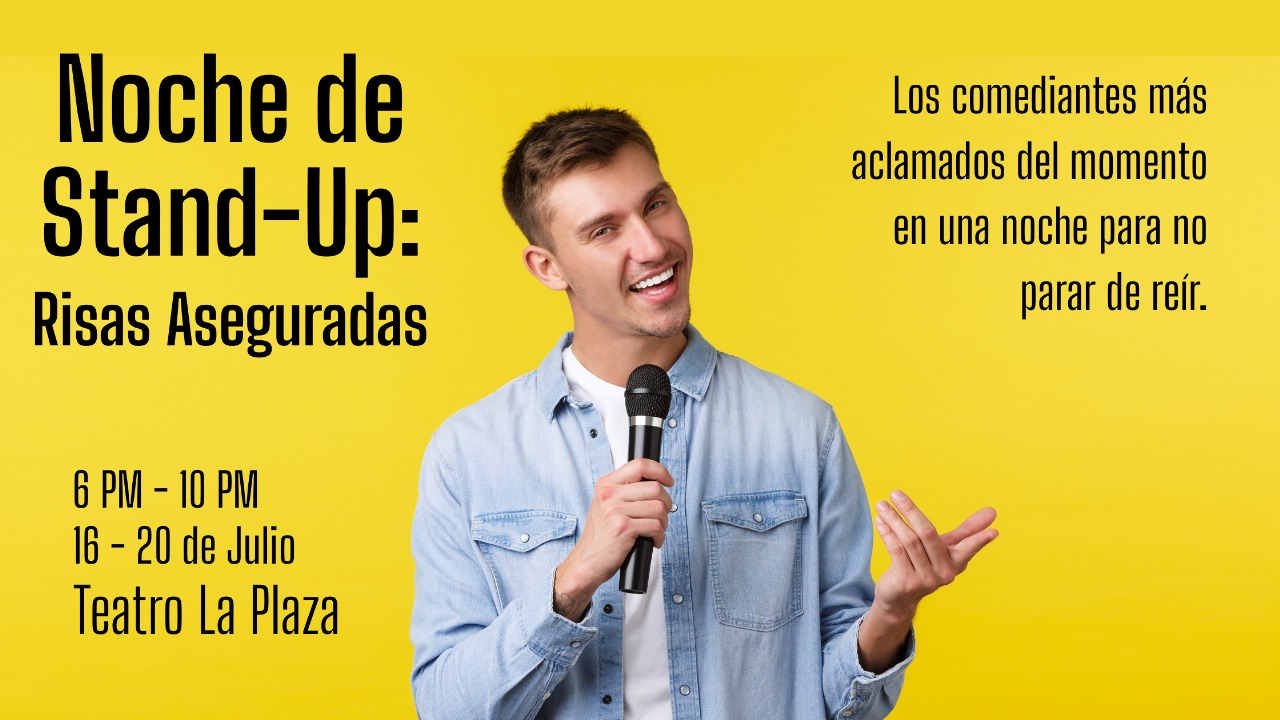 Noche de
Stand-Up:
Risas Aseguradas
Los comediantes más
aclamados del momento
en una noche para no
parar de reír.
6 PM - 10 PM
16 - 20 de Julio
Teatro La Plaza